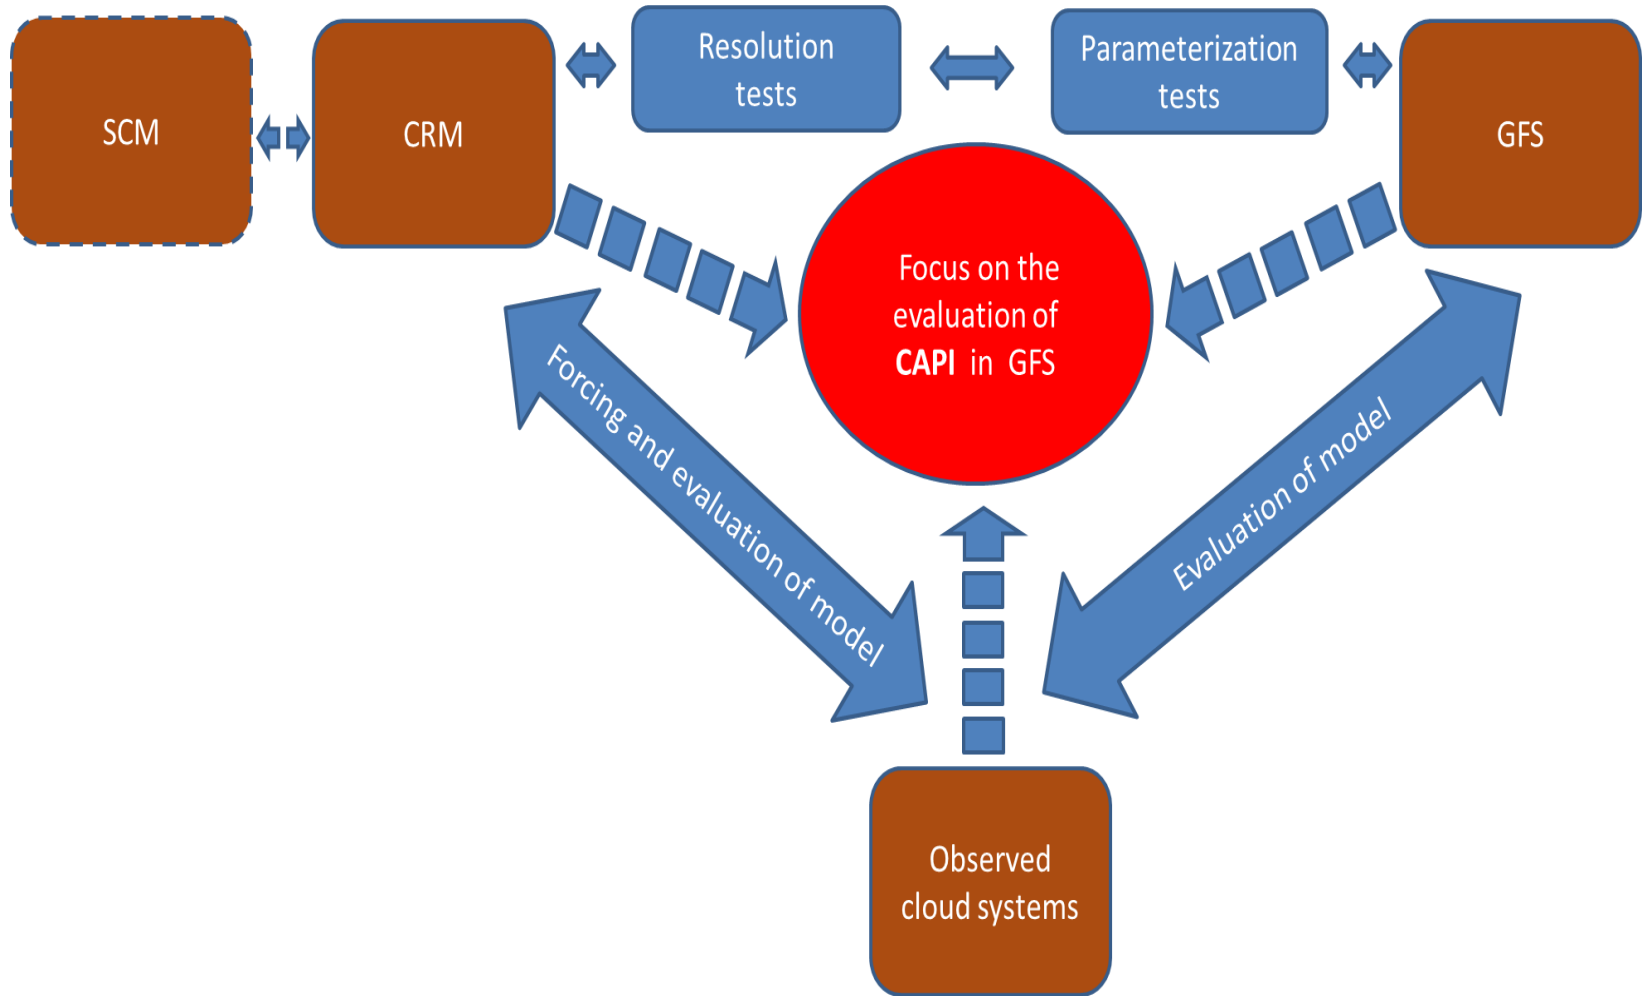 Resolution
tests
Parameterization
tests
SCM
CRM
GFS
Focus on the
evaluation of
CAPI in GFS
Forcing and evaluation of model
Evaluation of model
Observed
cloud systems